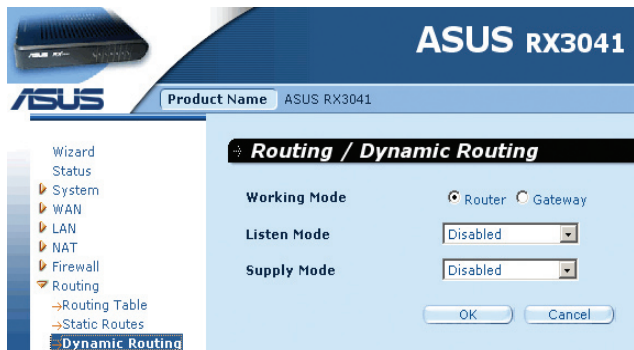 ASUS RX3041
ASUS
Product Name ASUS RX3041
Routing / Dynamic Routing
Wizard
Status
System
WAN
LAN
NAT
Firewall
Routing
Routing Table
Static Routes
Dynamic Routing
Working Mode Router Gateway
Listen Mode Disabled
Supply Mode Disabled
OK Cancel